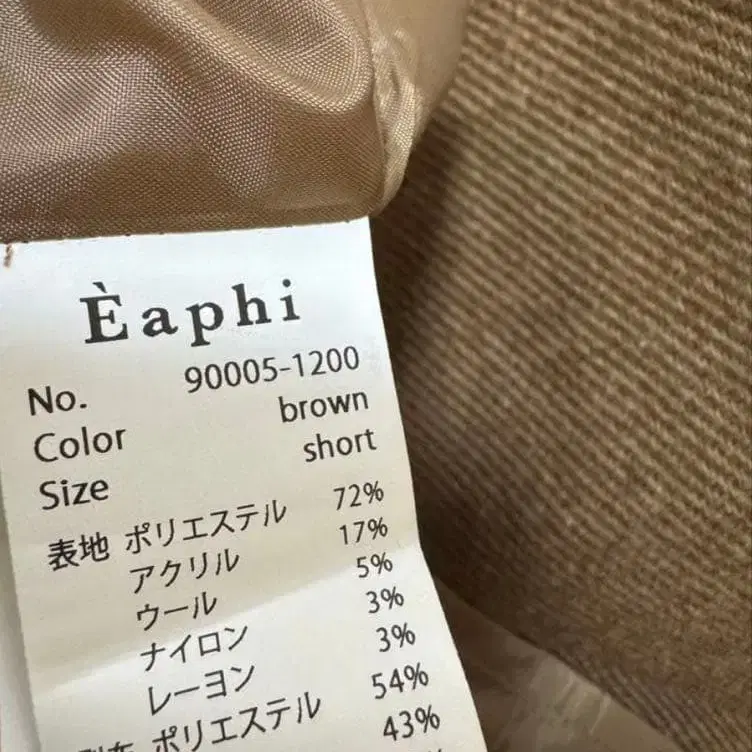 Èaphi
No. 90005-1200
Color brown
Size short
表地 ポリエステル 72%
アクリル 17%
ウール 5%
ナイロン 3%
レーヨン 3%
ポリエステル 54%
43%